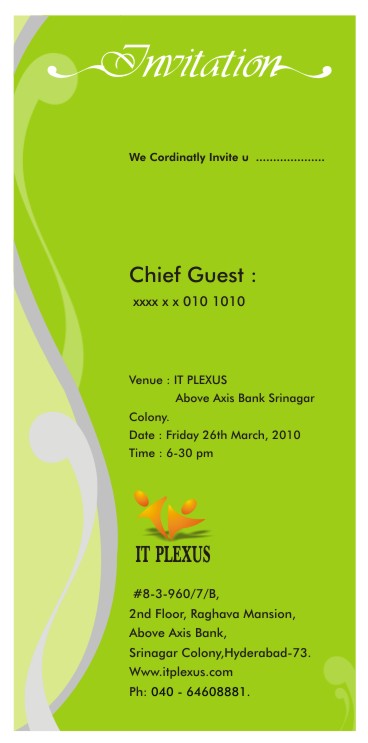 Invitation
We Cordinatly Invite u ....................
Chief Guest :
xxxx x x 010 1010
Venue : IT PLEXUS
Above Axis Bank Srinagar
Colony.
Date : Friday 26th March, 2010
Time : 6-30 pm
IT PLEXUS
#8-3-960/7/B,
2nd Floor, Raghava Mansion,
Above Axis Bank,
Srinagar Colony,Hyderabad-73.
Www.itplexus.com
Ph: 040 - 64608881.